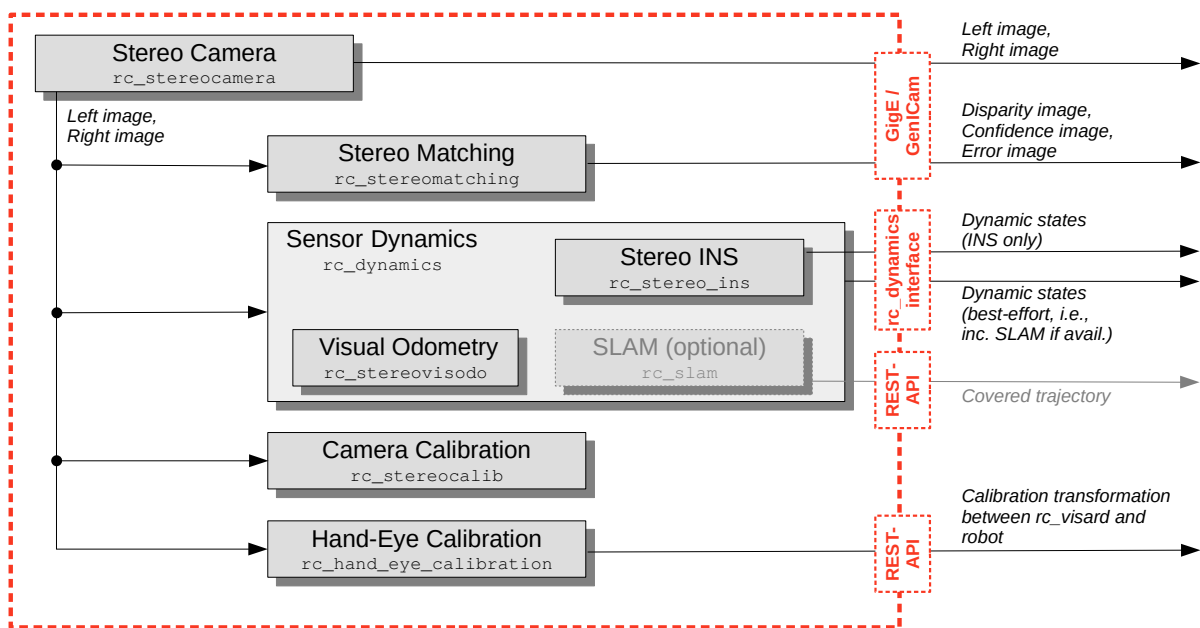 Stereo Camera
rc_stereocamera
Left image,
Right image
GigE /
GenICam
Left image,
Right image
Disparity image,
Confidence image,
Error image
Stereo Matching
rc_stereomatching
Sensor Dynamics
rc_dynamics
Stereo INS
rc_stereo_ins
Visual Odometry
rc_stereovisodo
SLAM (optional)
rc_slam
rc_dynamics
interface
Dynamic states
(INS only)
Dynamic states
(best-effort, i.e.,
inc. SLAM if avail.)
REST-
API
Covered trajectory
Camera Calibration
rc_stereocalib
Hand-Eye Calibration
rc_hand_eye_calibration
REST-
API
Calibration transformation
between rc_visard and
robot